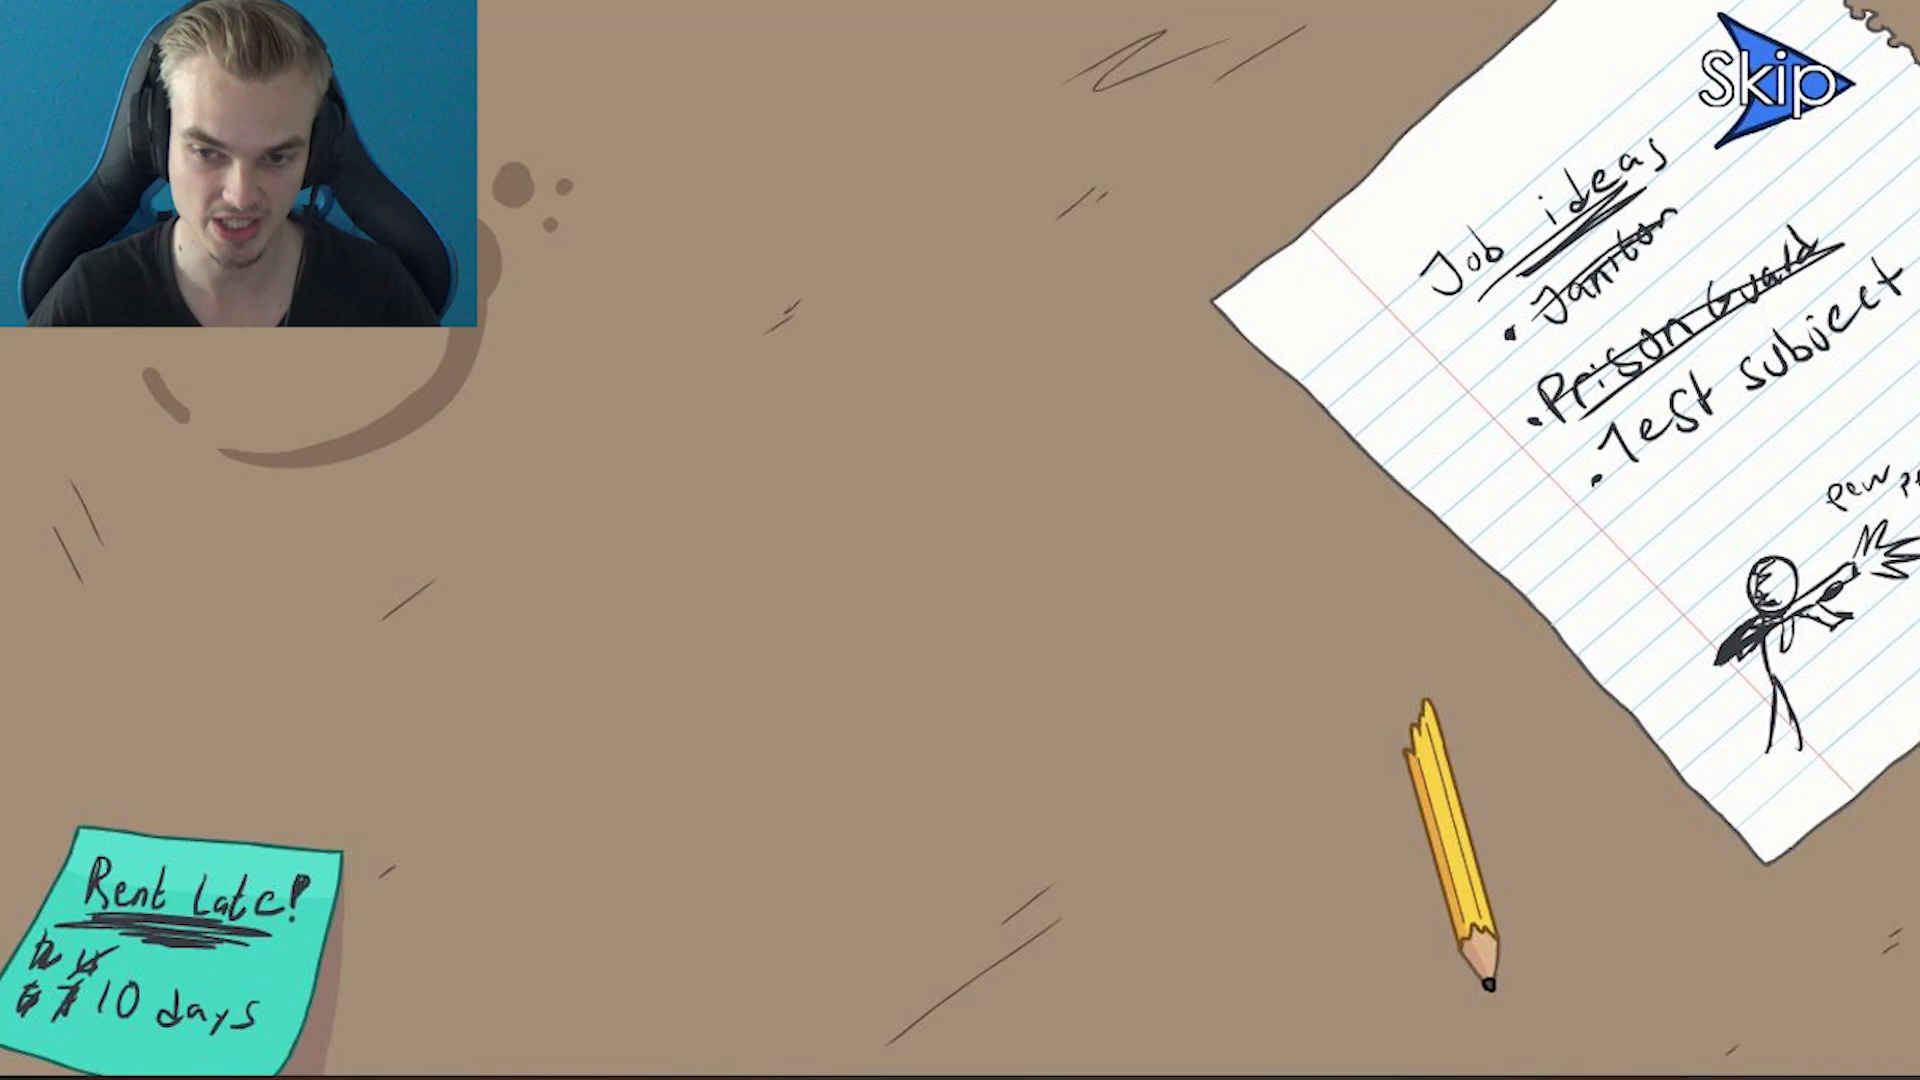 Skip
Job ideas
• Janitor
• Prison Guard
• Test subject
pew
Rent Late!
10 days